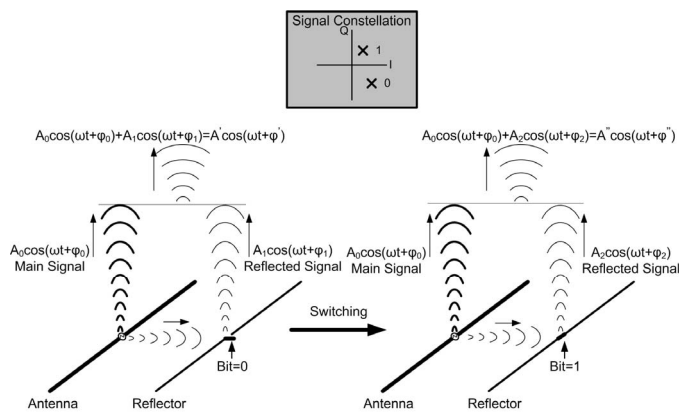 Signal Constellation
Q
1
I
0
A₀cos(ωt+φ₀)+A₁cos(ωt+φ₁)=A'cos(ωt+φ')
A₀cos(ωt+φ₀)+A₂cos(ωt+φ₂)=A"cos(ωt+φ")
A₀cos(ωt+φ₀)
Main Signal
A₁cos(ωt+φ₁)
Reflected Signal
A₀cos(ωt+φ₀)
Main Signal
A₂cos(ωt+φ₂)
Reflected Signal
Switching
Bit=0
Bit=1
Antenna
Reflector
Antenna
Reflector